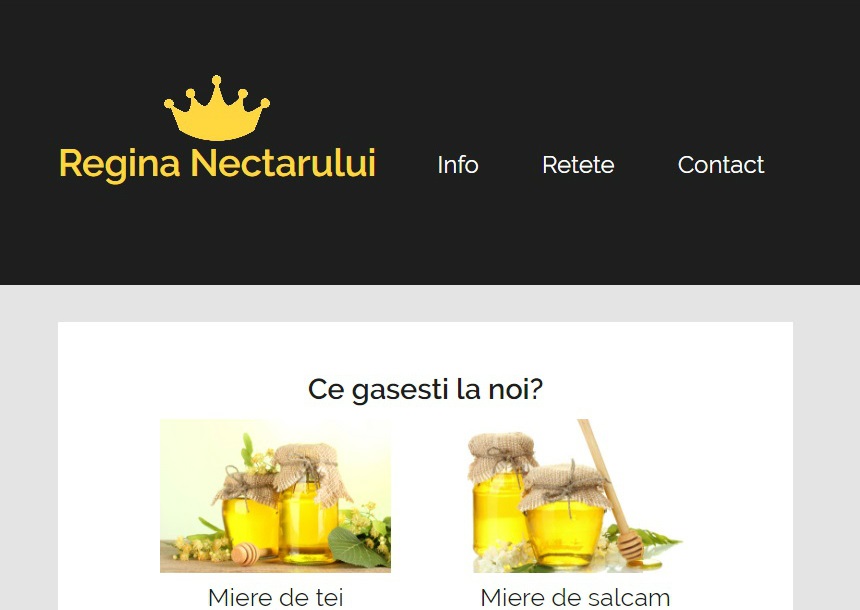 Regina Nectarului
Info
Retete
Contact
Ce gasesti la noi?
Miere de tei
Miere de salcam